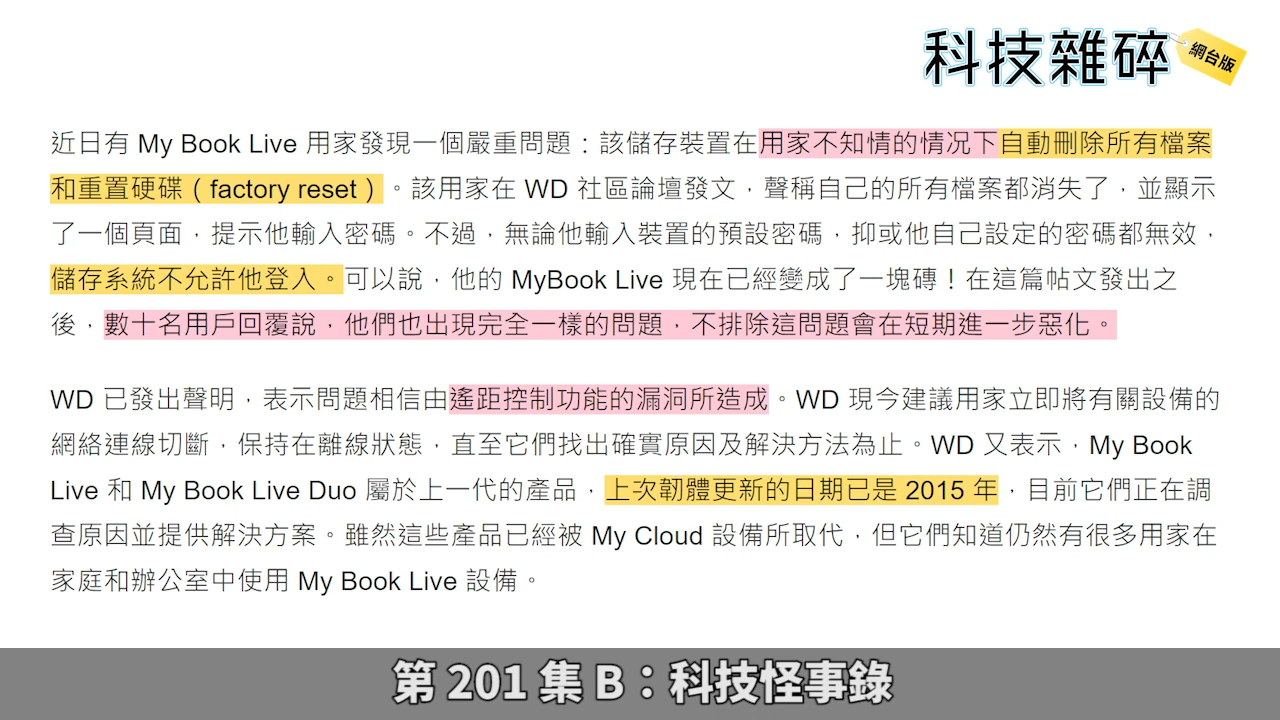 科技雜碎
網台版
近日有 My Book Live 用家發現一個嚴重問題：該儲存裝置在用家不知情的情況下自動刪除所有檔案
和重置硬碟（factory reset）。該用家在 WD 社區論壇發文，聲稱自己的所有檔案都消失了，並顯示
了一個頁面，提示他輸入密碼。不過，無論他輸入裝置的預設密碼，抑或他自己設定的密碼都無效，
儲存系統不允許他登入。可以說，他的 MyBook Live 現在已經變成了一塊磚！在這篇帖文發出之
後，數十名用戶回覆說，他們也出現完全一樣的問題，不排除這問題會在短期進一步惡化。
WD 已發出聲明，表示問題相信由遙距控制功能的漏洞所造成。WD 現今建議用家立即將有關設備的
網絡連線切斷，保持在離線狀態，直至它們找出確實原因及解決方法為止。WD 又表示，My Book
Live 和 My Book Live Duo 屬於上一代的產品，上次韌體更新的日期已是 2015 年，目前它們正在調
查原因並提供解決方案。雖然這些產品已經被 My Cloud 設備所取代，但它們知道仍然有很多用家在
家庭和辦公室中使用 My Book Live 設備。
第 201 集 B：科技怪事錄